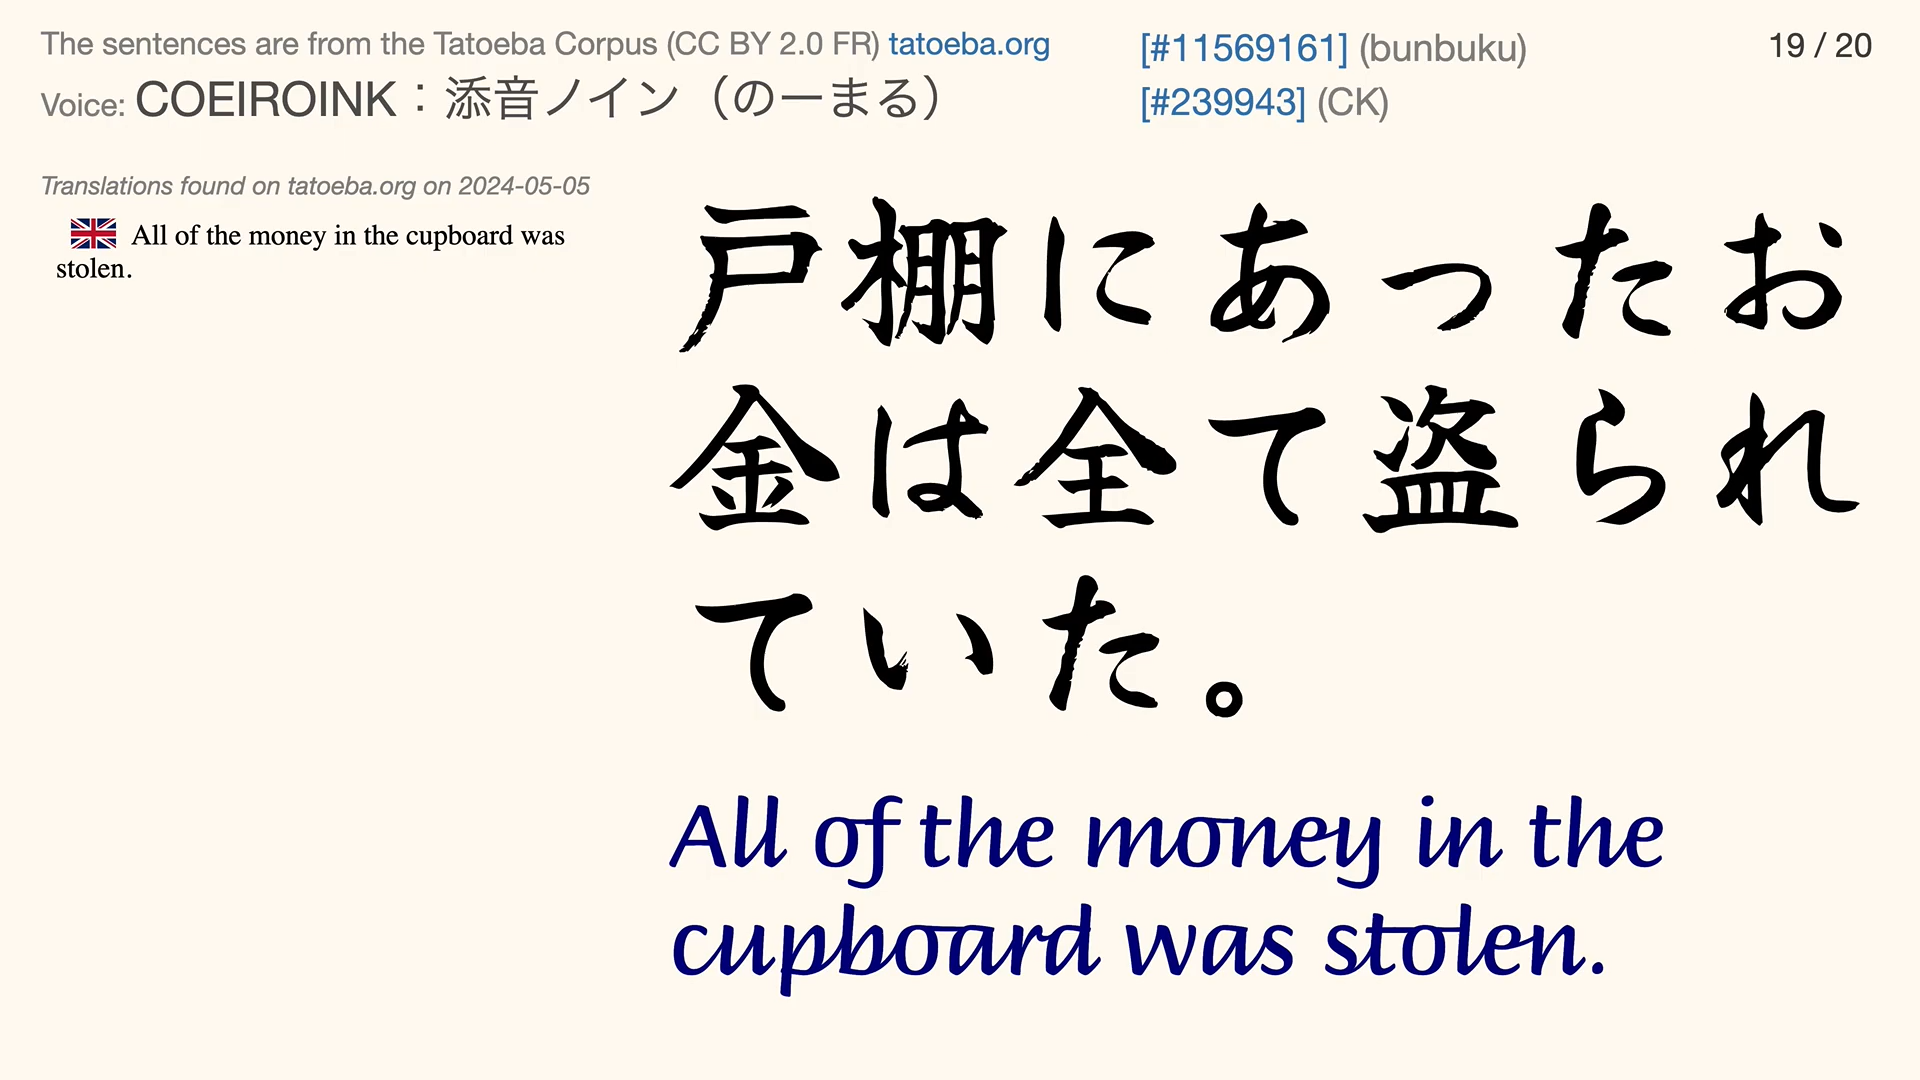 The sentences are from the Tatoeba Corpus (CC BY 2.0 FR) tatoeba.org
Voice: COEIROINK：添音ノイン（のーまる）
[#11569161] (bunbuku)
[#239943] (CK)
19 / 20
Translations found on tatoeba.org on 2024-05-05
All of the money in the cupboard was
stolen.
戸棚にあったお
金は全て盗られ
ていた。
All of the money in the
cupboard was stolen.